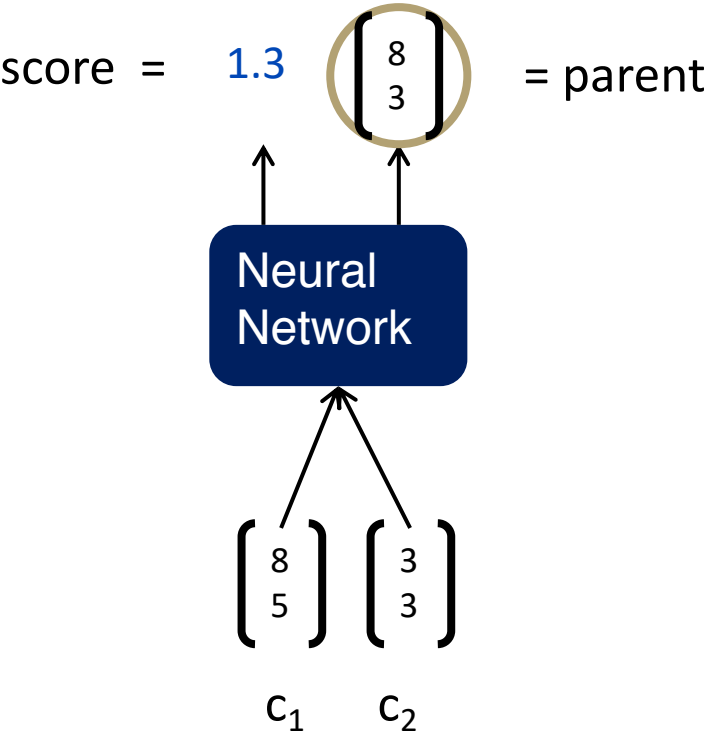 score = 1.3 8 = parent
3
Neural
Network
8 3
5 3
c₁ c₂